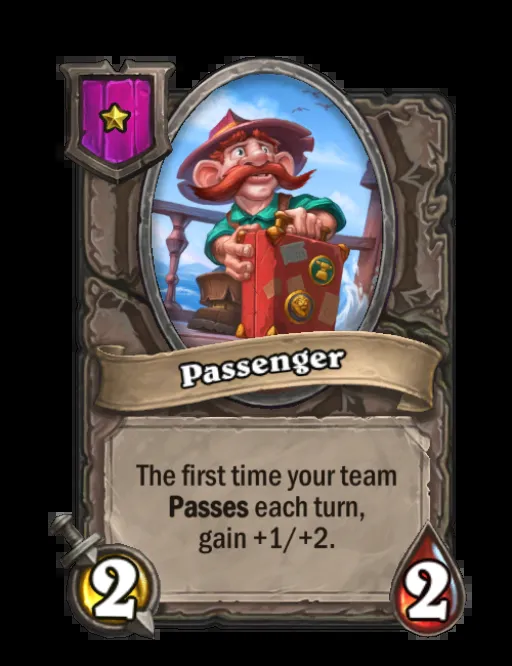 Passenger
The first time your team
Passes each turn,
gain +1/+2.
2
2